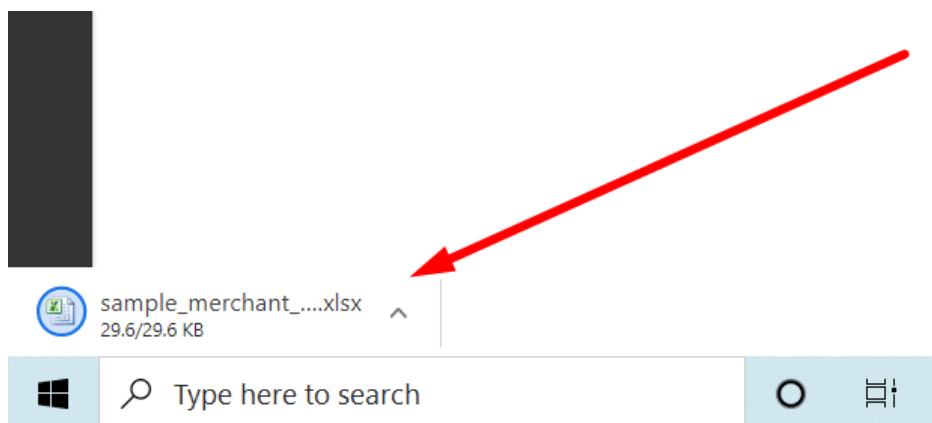 sample_merchant_....xlsx
29.6/29.6 KB
Type here to search